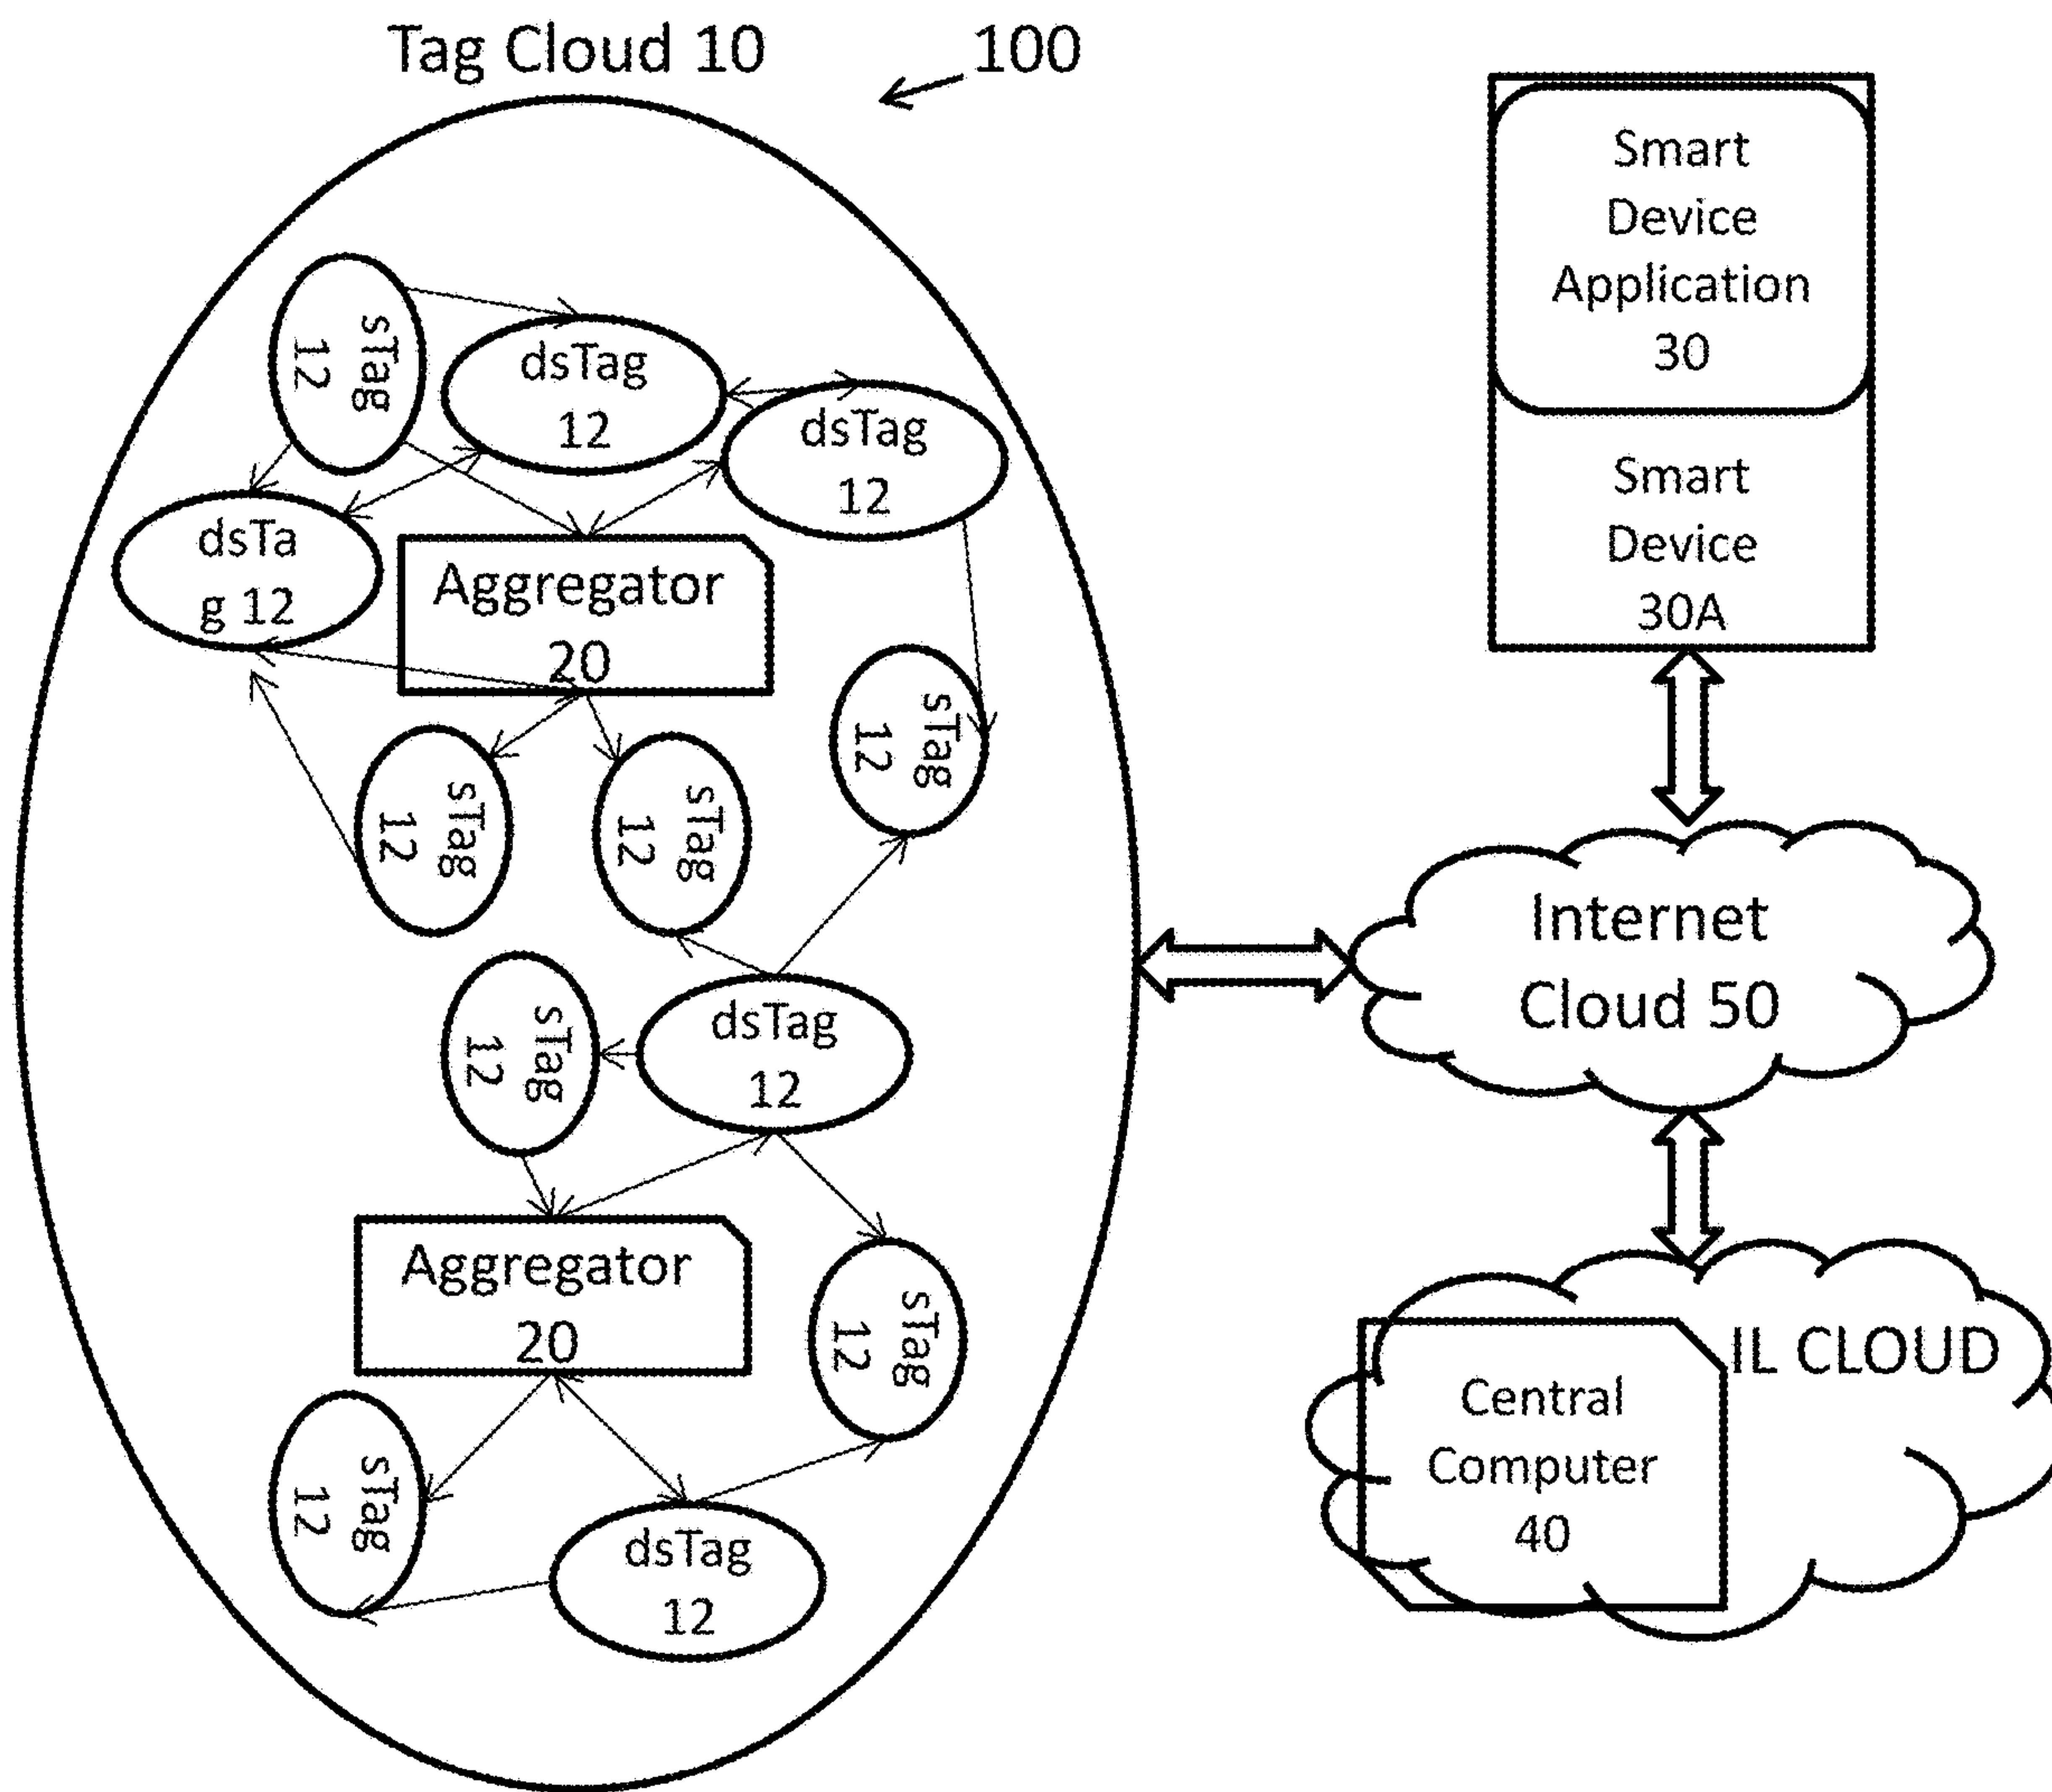 Tag Cloud 10
100
sTag
12
dsTag
12
dsTag
12
dsTa
g 12
Aggregator
20
sTag
12
sTag
12
sTag
12
sTag
12
dsTag
12
Aggregator
20
sTag
12
sTag
12
dsTag
12
Smart
Device
Application
30
Smart
Device
30A
Internet
Cloud 50
IL CLOUD
Central
Computer
40